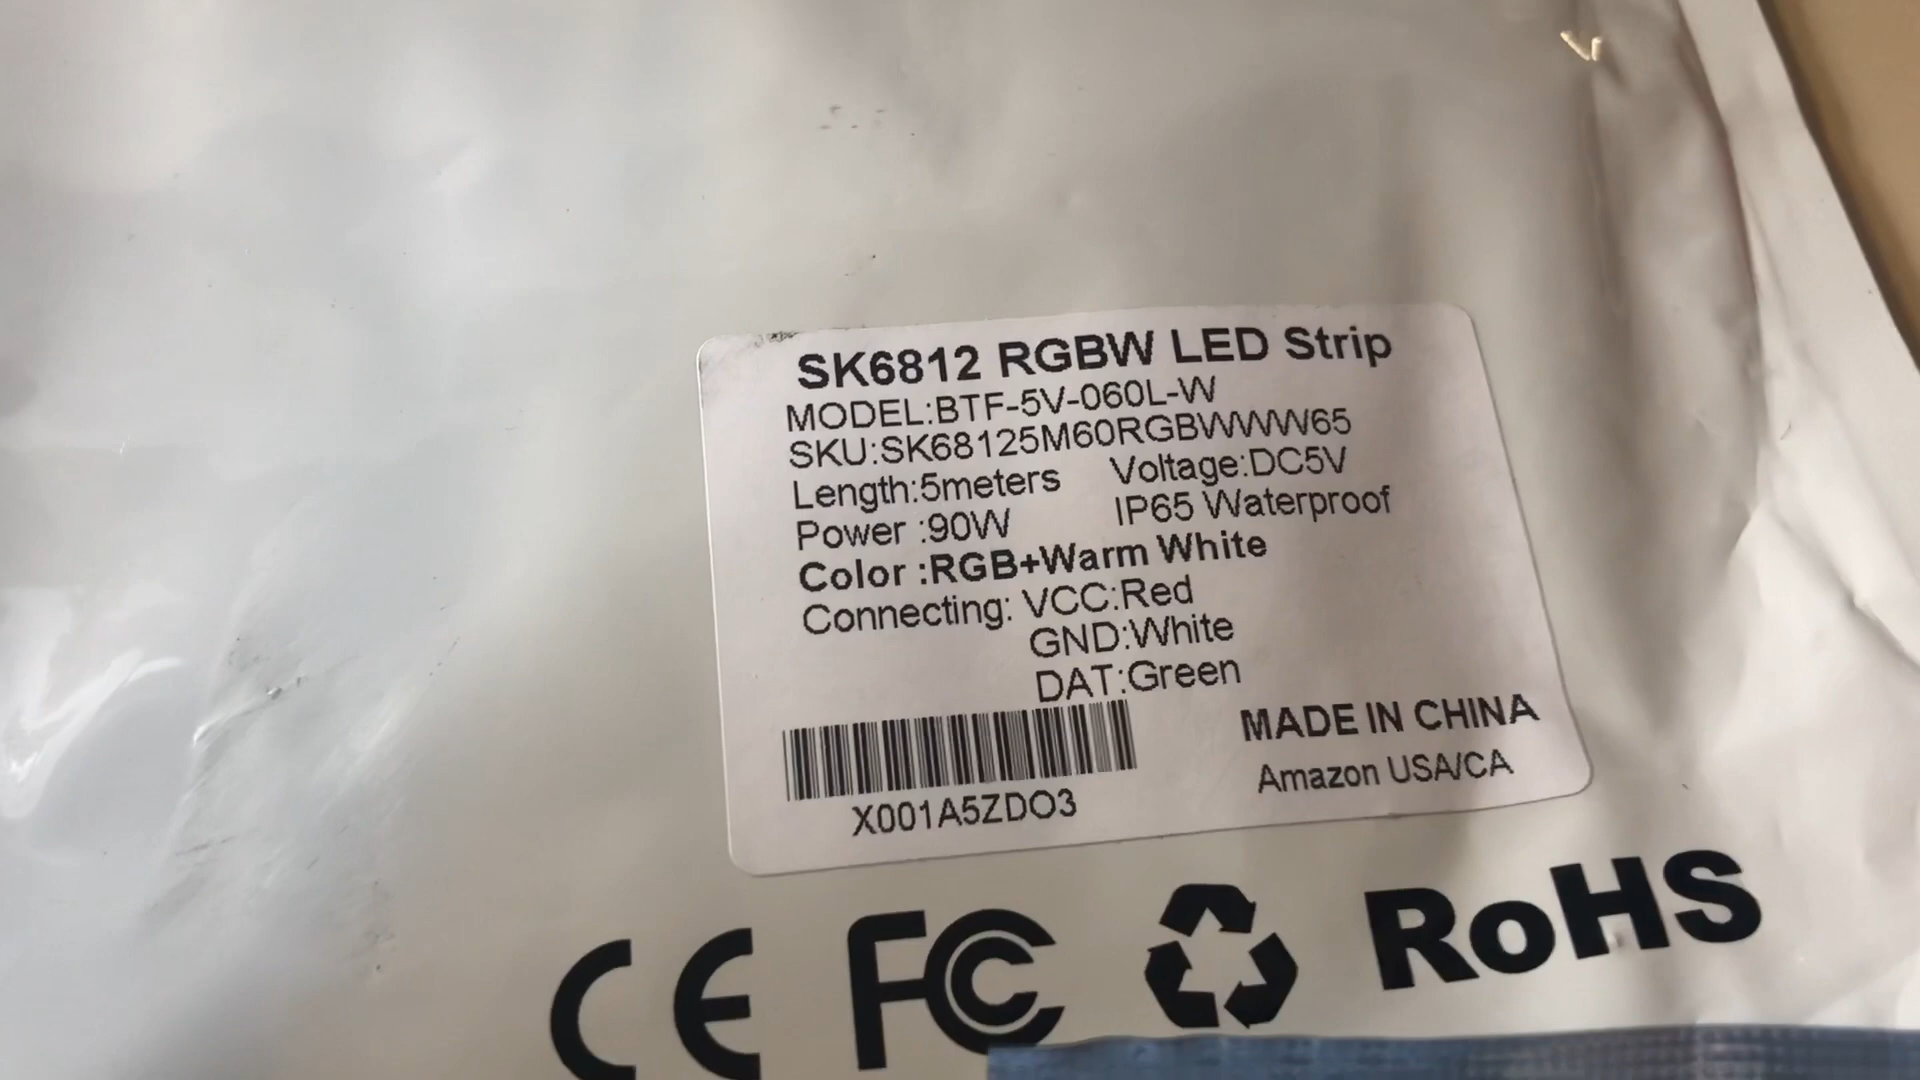 SK6812 RGBW LED Strip
MODEL:BTF-5V-060L-W
SKU:SK68125M60RGBWWW65
Length:5meters Voltage:DC5V
Power :90W IP65 Waterproof
Color :RGB+Warm White
Connecting: VCC:Red
GND:White
DAT:Green
MADE IN CHINA
X001A5ZDO3 Amazon USA/CA
CE FC RoHS